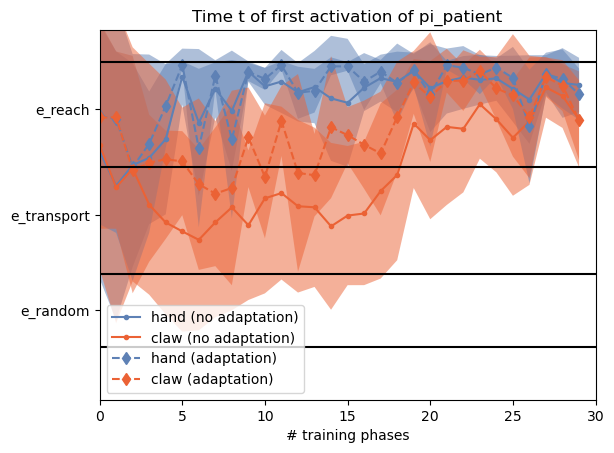 Time t of first activation of pi_patient
e_reach
e_transport
e_random
hand (no adaptation)
claw (no adaptation)
hand (adaptation)
claw (adaptation)
0 5 10 15 20 25 30
# training phases